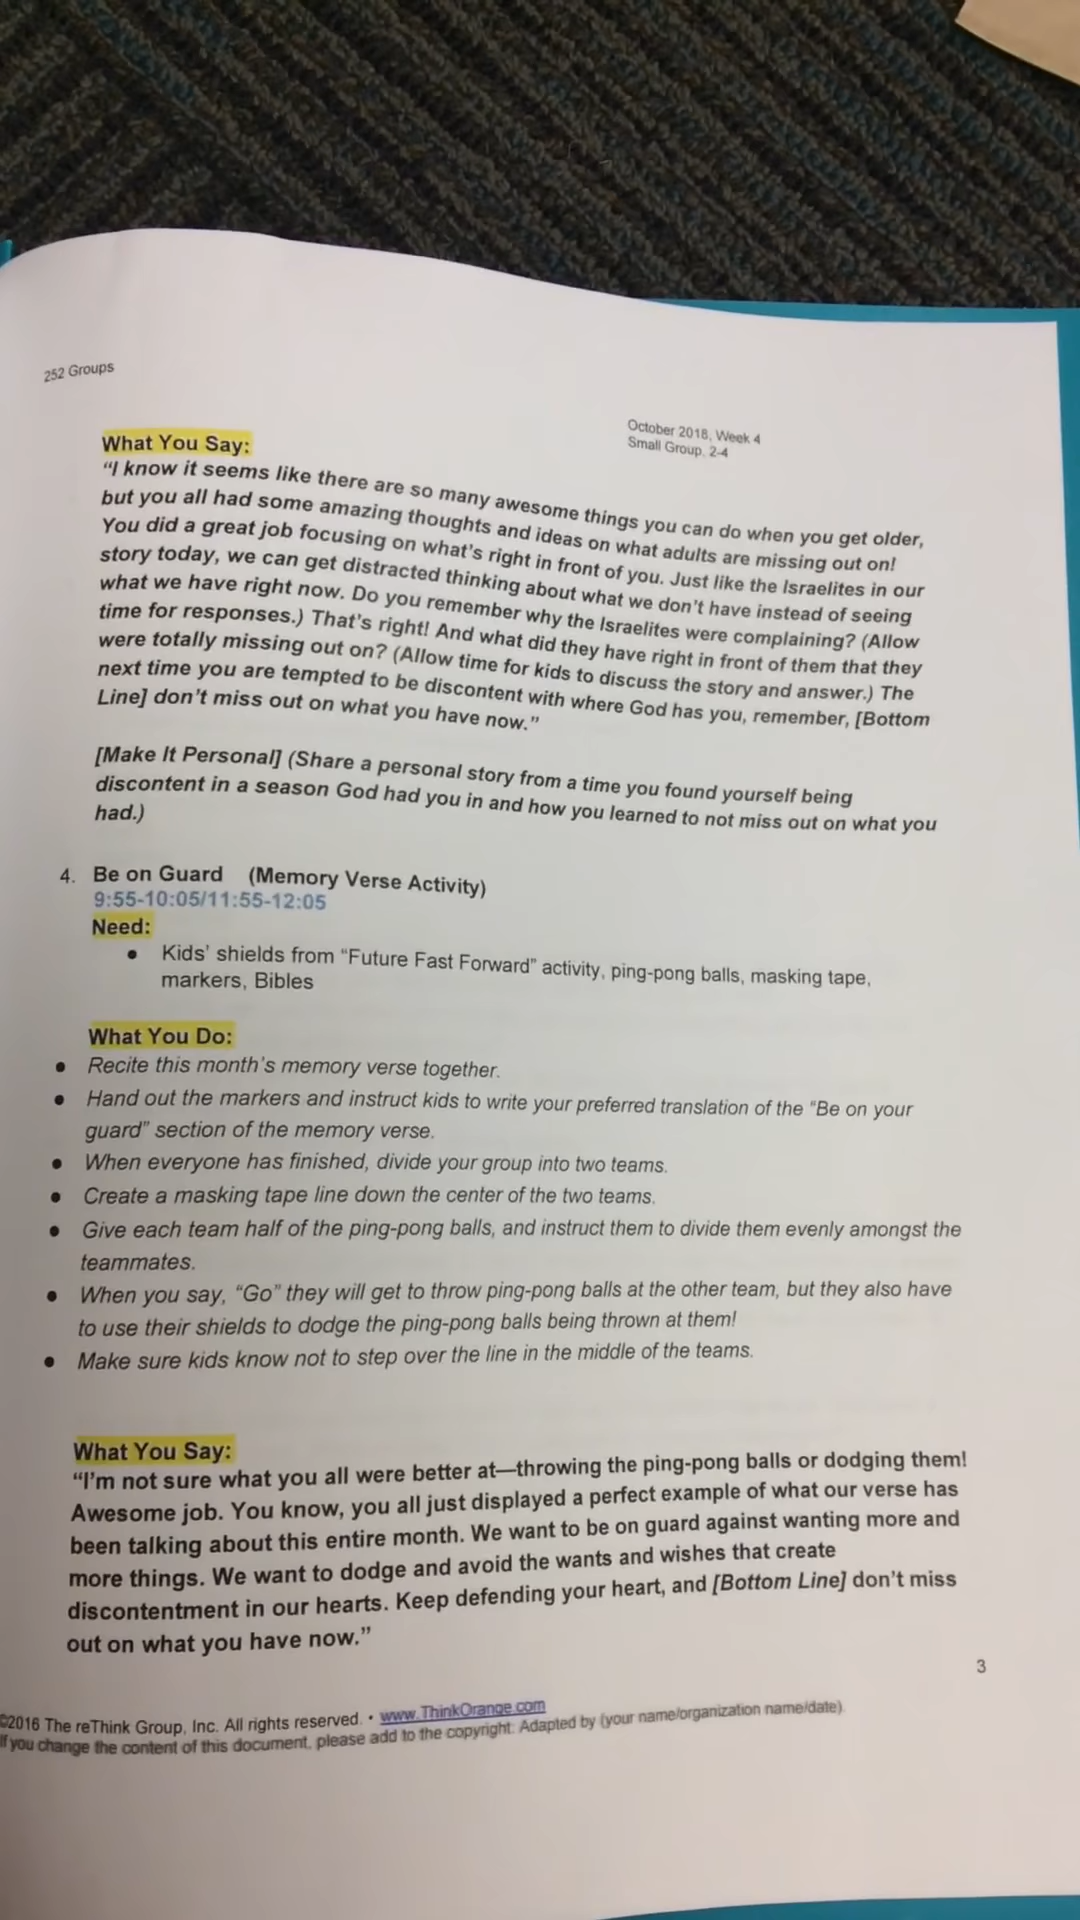 252 Groups
October 2018, Week 4
Small Group, 2-4
What You Say:
“I know it seems like there are so many awesome things you can do when you get older,
but you all had some amazing thoughts and ideas on what adults are missing out on!
You did a great job focusing on what’s right in front of you. Just like the Israelites in our
story today, we can get distracted thinking about what we don’t have instead of seeing
what we have right now. Do you remember why the Israelites were complaining? (Allow
time for responses.) That’s right! And what did they have right in front of them that they
were totally missing out on? (Allow time for kids to discuss the story and answer.) The
next time you are tempted to be discontent with where God has you, remember, [Bottom
Line] don’t miss out on what you have now.”
[Make It Personal] (Share a personal story from a time you found yourself being
discontent in a season God had you in and how you learned to not miss out on what you
had.)
4. Be on Guard (Memory Verse Activity)
9:55-10:05/11:55-12:05
Need:
• Kids’ shields from “Future Fast Forward” activity, ping-pong balls, masking tape,
markers, Bibles
What You Do:
• Recite this month’s memory verse together.
• Hand out the markers and instruct kids to write your preferred translation of the “Be on your
guard” section of the memory verse.
• When everyone has finished, divide your group into two teams.
• Create a masking tape line down the center of the two teams.
• Give each team half of the ping-pong balls, and instruct them to divide them evenly amongst the
teammates.
• When you say, “Go” they will get to throw ping-pong balls at the other team, but they also have
to use their shields to dodge the ping-pong balls being thrown at them!
• Make sure kids know not to step over the line in the middle of the teams.
What You Say:
“I’m not sure what you all were better at—throwing the ping-pong balls or dodging them!
Awesome job. You know, you all just displayed a perfect example of what our verse has
been talking about this entire month. We want to be on guard against wanting more and
more things. We want to dodge and avoid the wants and wishes that create
discontentment in our hearts. Keep defending your heart, and [Bottom Line] don’t miss
out on what you have now.”
3
©2016 The reThink Group, Inc. All rights reserved. • www.ThinkOrange.com
If you change the content of this document, please add to the copyright: Adapted by (your name/organization name/date)